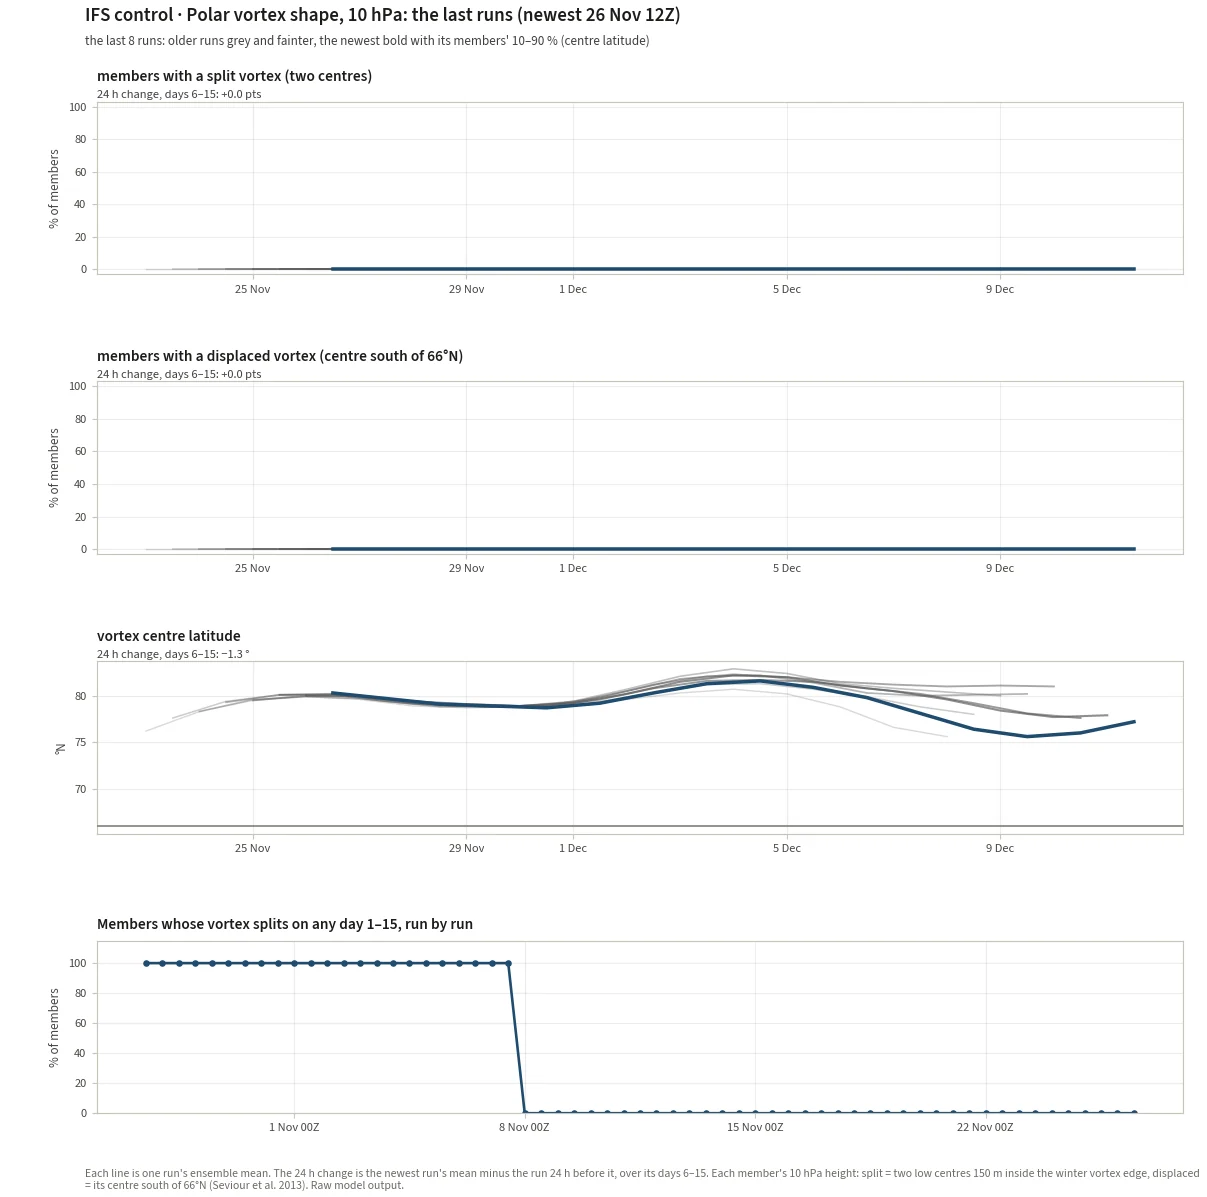 IFS control · Polar vortex shape, 10 hPa: the last runs (newest 26 Nov 12Z)
the last 8 runs: older runs grey and fainter, the newest bold with its members' 10–90 % (centre latitude)
members with a split vortex (two centres)
24 h change, days 6–15: +0.0 pts
100
80
60
40
20
0
% of members
25 Nov
29 Nov
1 Dec
5 Dec
9 Dec
members with a displaced vortex (centre south of 66°N)
24 h change, days 6–15: +0.0 pts
100
80
60
40
20
0
% of members
25 Nov
29 Nov
1 Dec
5 Dec
9 Dec
vortex centre latitude
24 h change, days 6–15: −1.3 °
80
75
70
°N
25 Nov
29 Nov
1 Dec
5 Dec
9 Dec
Members whose vortex splits on any day 1–15, run by run
100
80
60
40
20
0
% of members
1 Nov 00Z
8 Nov 00Z
15 Nov 00Z
22 Nov 00Z
Each line is one run's ensemble mean. The 24 h change is the newest run's mean minus the run 24 h before it, over its days 6–15. Each member's 10 hPa height: split = two low centres 150 m inside the winter vortex edge, displaced
= its centre south of 66°N (Seviour et al. 2013). Raw model output.